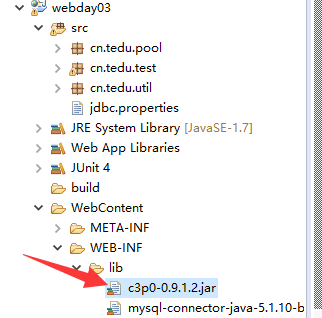 webday03
src
cn.tedu.pool
cn.tedu.test
cn.tedu.util
jdbc.properties
JRE System Library [JavaSE-1.7]
Web App Libraries
JUnit 4
build
WebContent
META-INF
WEB-INF
lib
c3p0-0.9.1.2.jar
mysql-connector-java-5.1.10-b